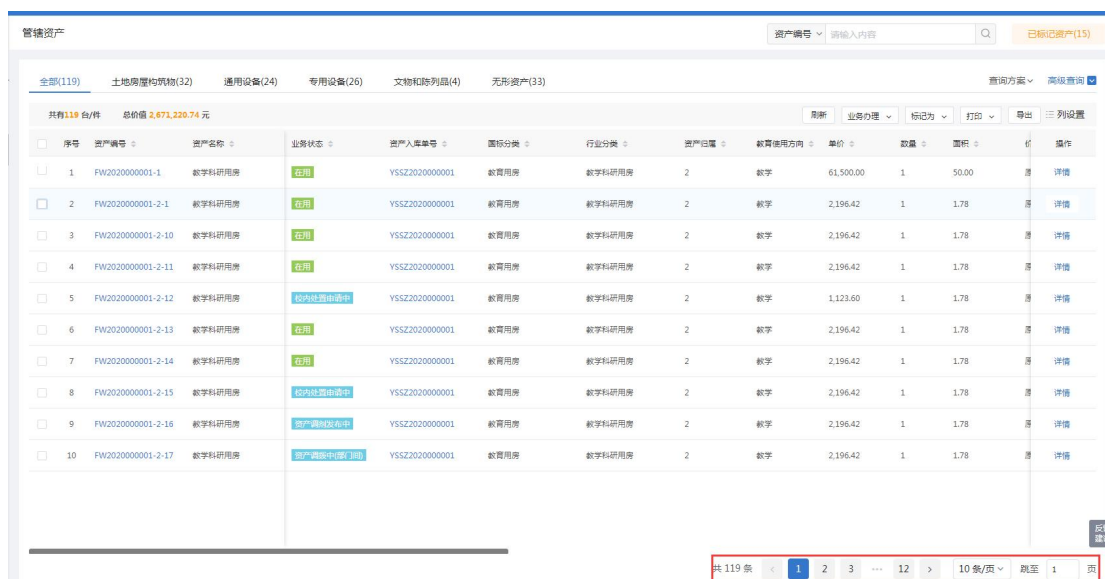 管辖资产 资产编号 请输入内容 已标记资产(15)
全部(119) 土地房屋构筑物(32) 通用设备(24) 专用设备(26) 文物和陈列品(4) 无形资产(33) 查询方案 高级查询
共有119 台/件 总价值 2,671,220.74 元 刷新 业务办理 标记为 打印 导出 列设置
序号 资产编号 资产名称 业务状态 资产入库单号 国标分类 行业分类 资产归属 教育使用方向 单价 数量 面积 操作
1 FW2020000001-1 教学科研用房 在用 YSSZ2020000001 教育用房 教学科研用房 2 教学 61,500.00 1 50.00 详情
2 FW2020000001-2-1 教学科研用房 在用 YSSZ2020000001 教育用房 教学科研用房 2 教学 2,196.42 1 1.78 详情
3 FW2020000001-2-10 教学科研用房 在用 YSSZ2020000001 教育用房 教学科研用房 2 教学 2,196.42 1 1.78 详情
4 FW2020000001-2-11 教学科研用房 在用 YSSZ2020000001 教育用房 教学科研用房 2 教学 2,196.42 1 1.78 详情
5 FW2020000001-2-12 教学科研用房 校内处置申请中 YSSZ2020000001 教育用房 教学科研用房 2 教学 1,123.60 1 1.78 详情
6 FW2020000001-2-13 教学科研用房 在用 YSSZ2020000001 教育用房 教学科研用房 2 教学 2,196.42 1 1.78 详情
7 FW2020000001-2-14 教学科研用房 在用 YSSZ2020000001 教育用房 教学科研用房 2 教学 2,196.42 1 1.78 详情
8 FW2020000001-2-15 教学科研用房 校内处置申请中 YSSZ2020000001 教育用房 教学科研用房 2 教学 2,196.42 1 1.78 详情
9 FW2020000001-2-16 教学科研用房 资产调剂发布中 YSSZ2020000001 教育用房 教学科研用房 2 教学 2,196.42 1 1.78 详情
10 FW2020000001-2-17 教学科研用房 资产调拨中(部门间) YSSZ2020000001 教育用房 教学科研用房 2 教学 2,196.42 1 1.78 详情
共 119 条 < 1 2 3 ··· 12 > 10 条/页 跳至 1 页